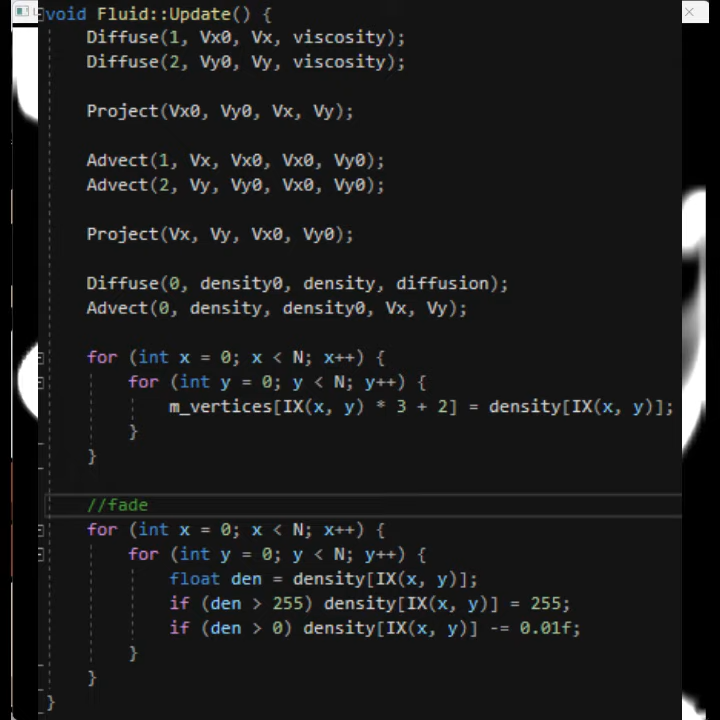 void Fluid::Update() {
Diffuse(1, Vx0, Vx, viscosity);
Diffuse(2, Vy0, Vy, viscosity);
Project(Vx0, Vy0, Vx, Vy);
Advect(1, Vx, Vx0, Vx0, Vy0);
Advect(2, Vy, Vy0, Vx0, Vy0);
Project(Vx, Vy, Vx0, Vy0);
Diffuse(0, density0, density, diffusion);
Advect(0, density, density0, Vx, Vy);
for (int x = 0; x < N; x++) {
for (int y = 0; y < N; y++) {
m_vertices[IX(x, y) * 3 + 2] = density[IX(x, y)];
}
}
//fade
for (int x = 0; x < N; x++) {
for (int y = 0; y < N; y++) {
float den = density[IX(x, y)];
if (den > 255) density[IX(x, y)] = 255;
if (den > 0) density[IX(x, y)] -= 0.01f;
}
}
}